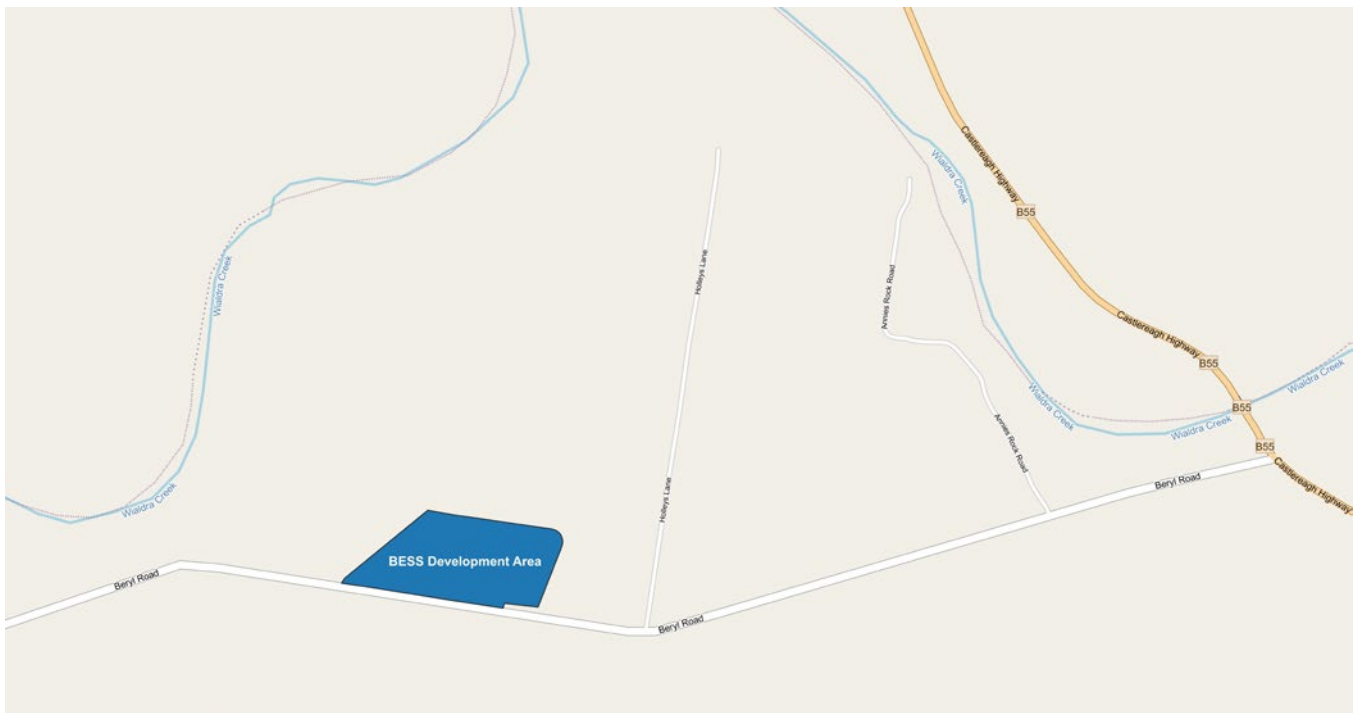 Castlereagh Highway
Wialdra Creek
B55
Wialdra Creek
Holleys Lane
Annies Rock Road
Castlereagh Highway
B55
Wialdra Creek
Wialdra Creek
B55
Annies Rock Road
Wialdra Creek
B55
Castlereagh Highway
Beryl Road
Wialdra Creek
Holleys Lane
BESS Development Area
Beryl Road
Beryl Road